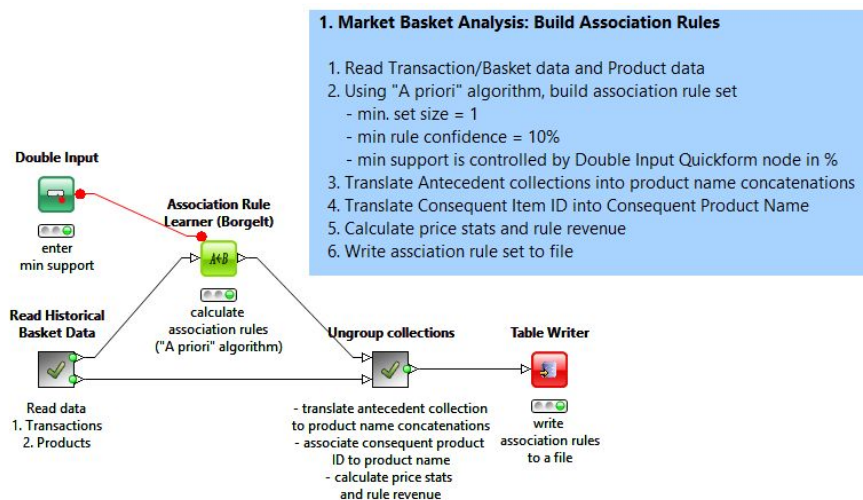 1. Market Basket Analysis: Build Association Rules
1. Read Transaction/Basket data and Product data
2. Using "A priori" algorithm, build association rule set
- min. set size = 1
- min rule confidence = 10%
- min support is controlled by Double Input Quickform node in %
3. Translate Antecedent collections into product name concatenations
4. Translate Consequent Item ID into Consequent Product Name
5. Calculate price stats and rule revenue
6. Write assciation rule set to file
Double Input
enter
min support
Association Rule
Learner (Borgelt)
A+B
calculate
association rules
("A priori" algorithm)
Read Historical
Basket Data
Read data
1. Transactions
2. Products
Ungroup collections
- translate antecedent collection
to product name concatenations
- associate consequent product
ID to product name
- calculate price stats
and rule revenue
Table Writer
write
association rules
to a file